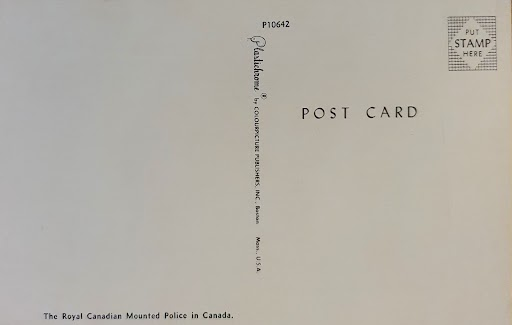 P10642
PUT
STAMP
HERE
Plastichrome ® by COLOURPICTURE PUBLISHERS, INC., Boston Mass., U.S.A.
POST CARD
The Royal Canadian Mounted Police in Canada.